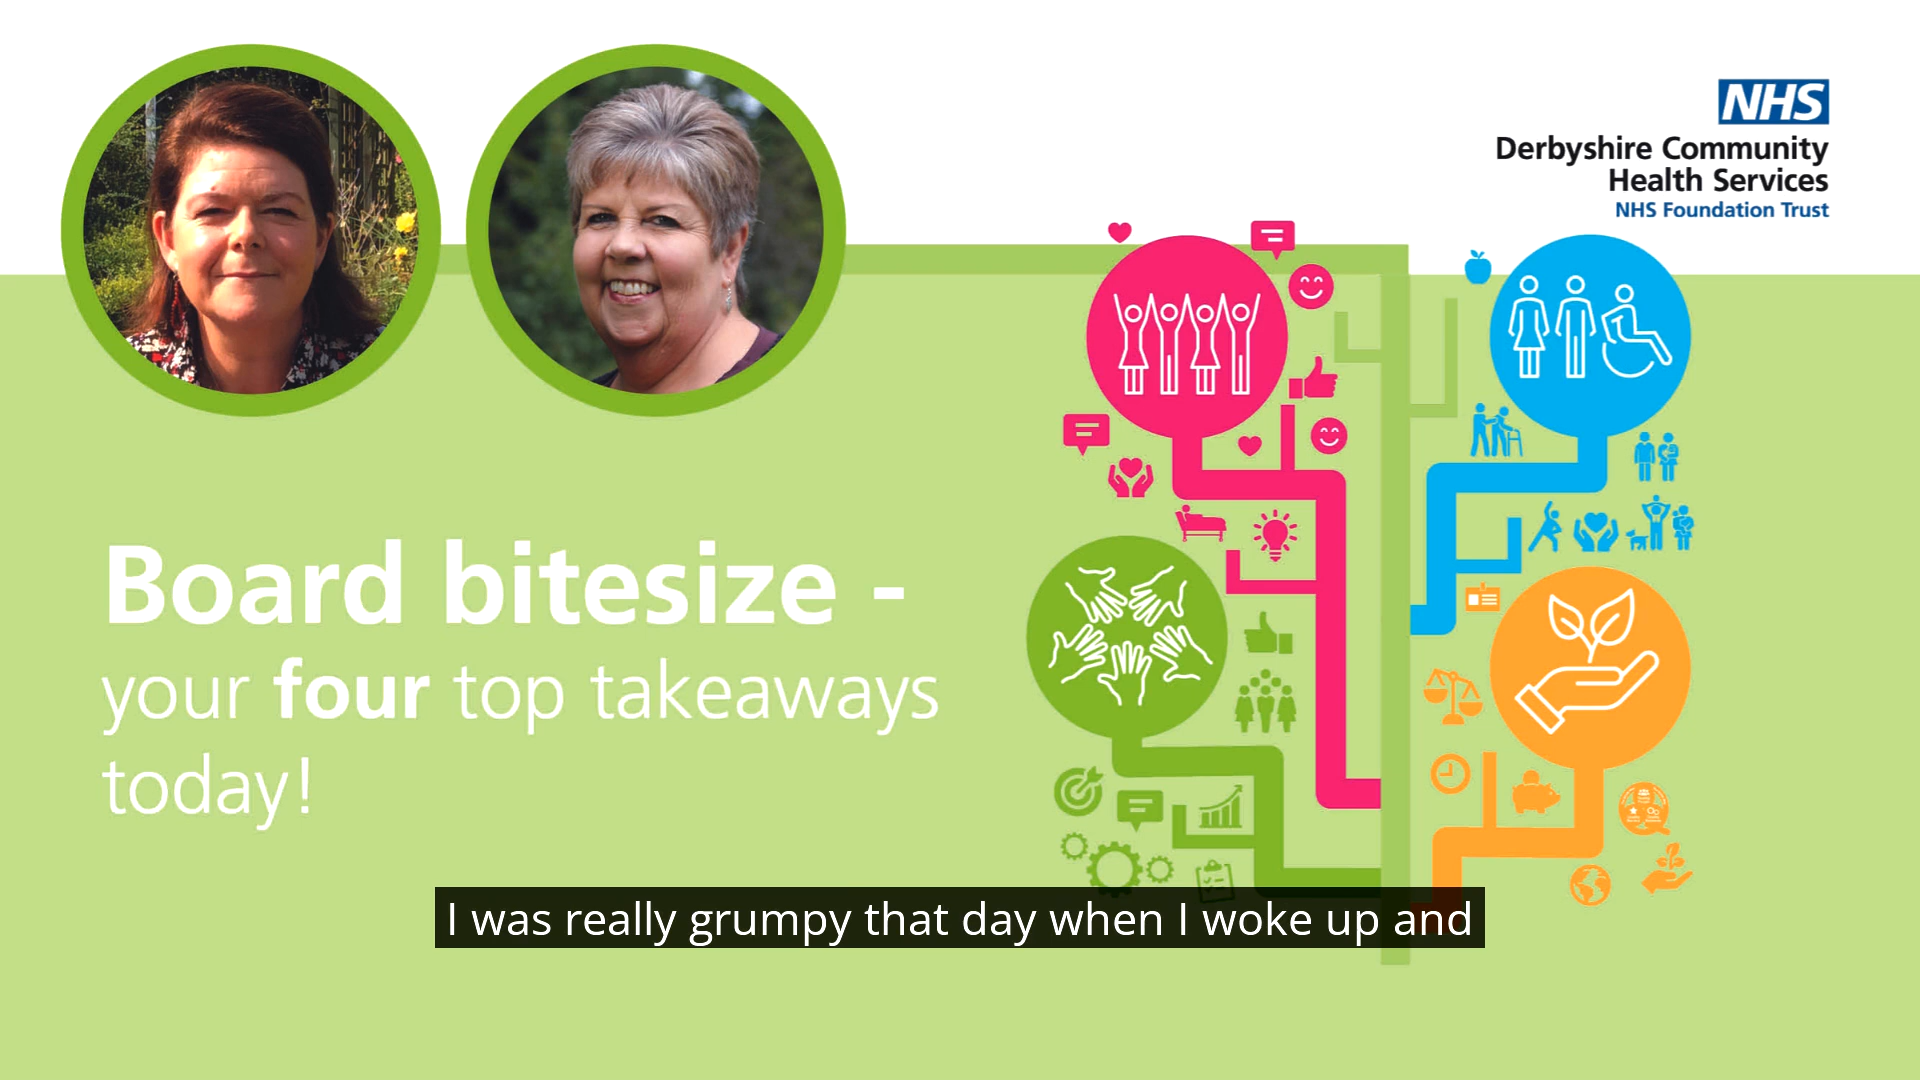 NHS
Derbyshire Community
Health Services
NHS Foundation Trust
Board bitesize -
your four top takeaways
today!
I was really grumpy that day when I woke up and